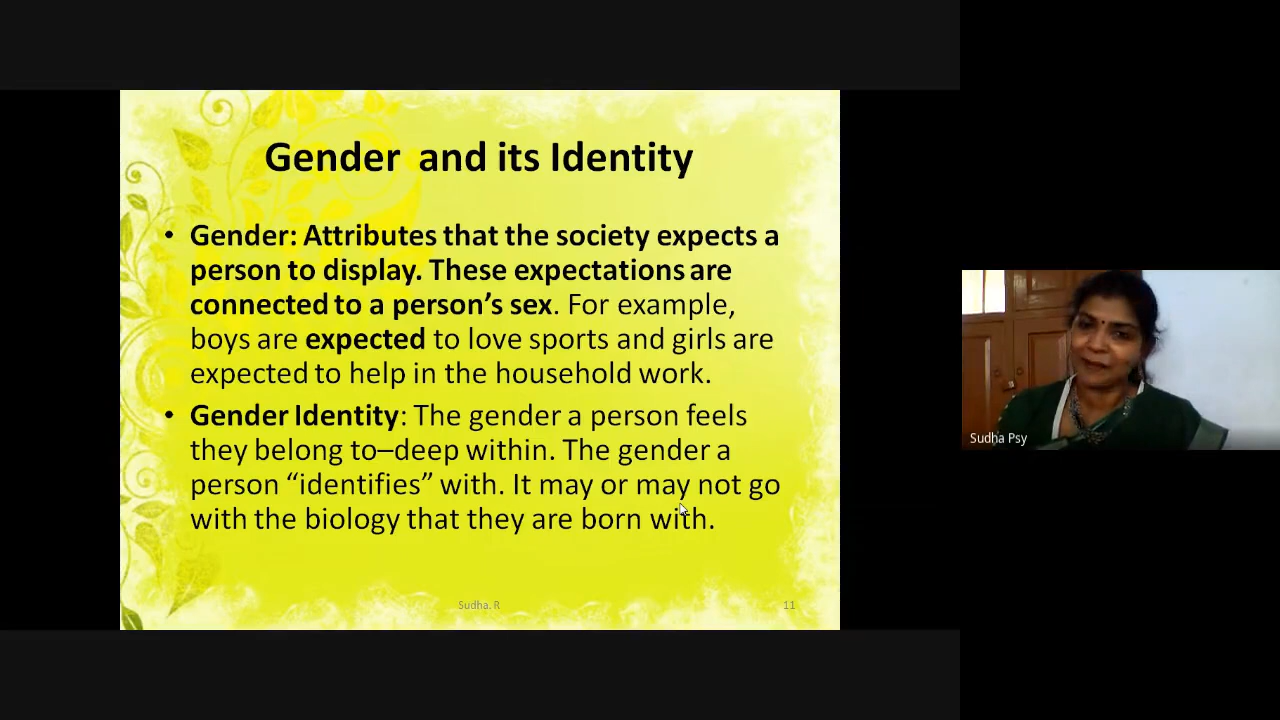 Gender and its Identity
• Gender: Attributes that the society expects a
person to display. These expectations are
connected to a person’s sex. For example,
boys are expected to love sports and girls are
expected to help in the household work.
• Gender Identity: The gender a person feels
they belong to–deep within. The gender a
person “identifies” with. It may or may not go
with the biology that they are born with.
Sudha. R
11
Sudha Psy